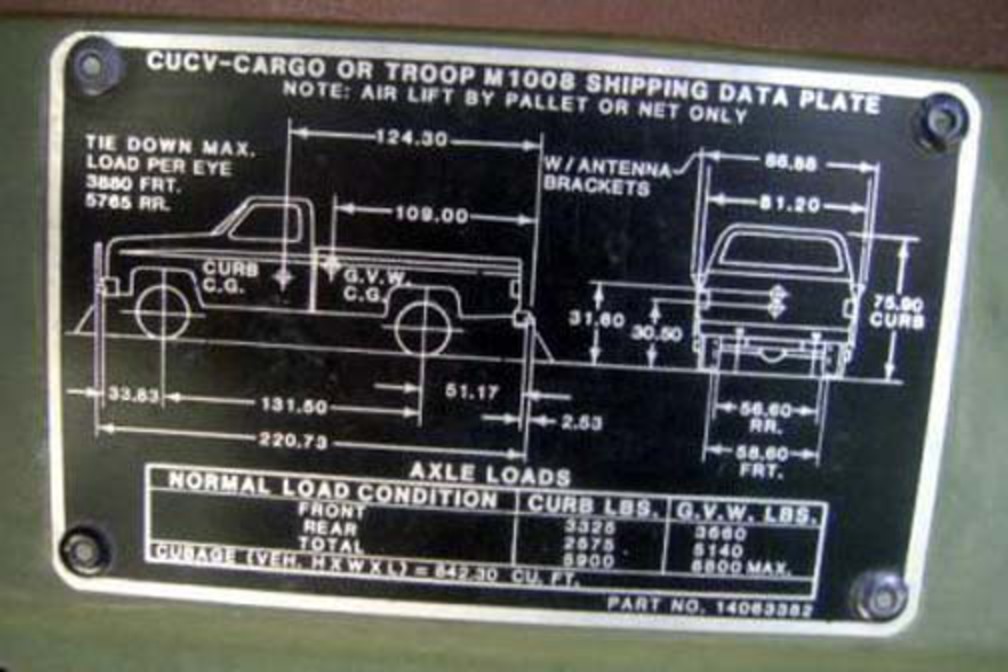 CUCV-CARGO OR TROOP M1008 SHIPPING DATA PLATE
NOTE: AIR LIFT BY PALLET OR NET ONLY
TIE DOWN MAX.
LOAD PER EYE
3880 FRT.
5765 RR.
124.30
W/ANTENNA
BRACKETS
86.88
109.00
81.20
CURB
C.G.
G.V.W.
C.G.
31.60
30.50
75.90
CURB
33.63
131.50
51.17
2.53
220.73
56.60
RR.
58.60
FRT.
AXLE LOADS
NORMAL LOAD CONDITION CURB LBS. G.V.W. LBS.
FRONT 3325 3660
REAR 2575 5140
TOTAL 5900 8800 MAX.
CUBAGE (VEH. HXWXL) = 842.30 CU. FT.
PART NO. 14063382